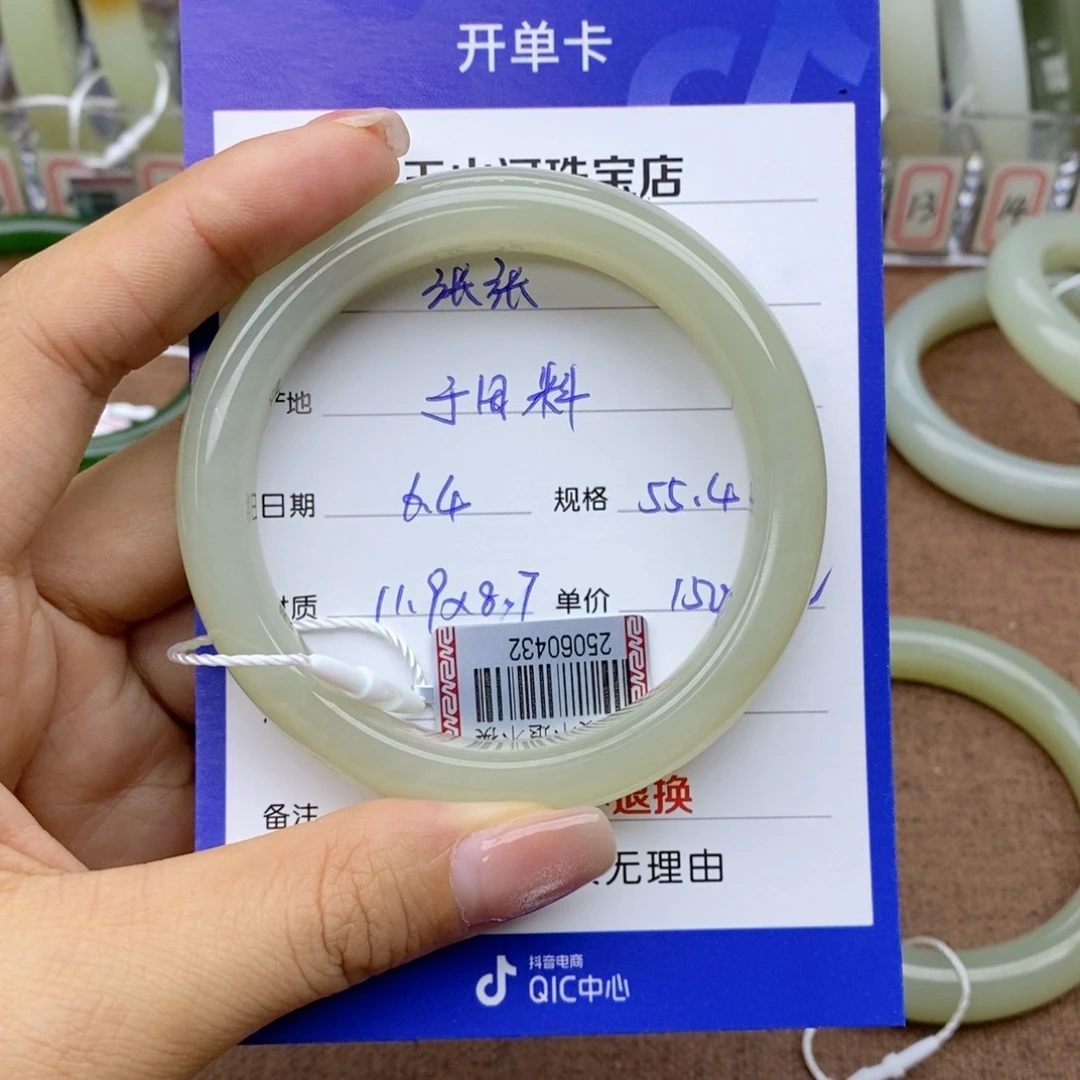 开单卡
珠宝店
张张
地 于田料
日期 6.4 规格 55.4
质 11.9x8.7 单价 150
25060432
备注 退换
无理由
抖音电商
QIC中心
13
14